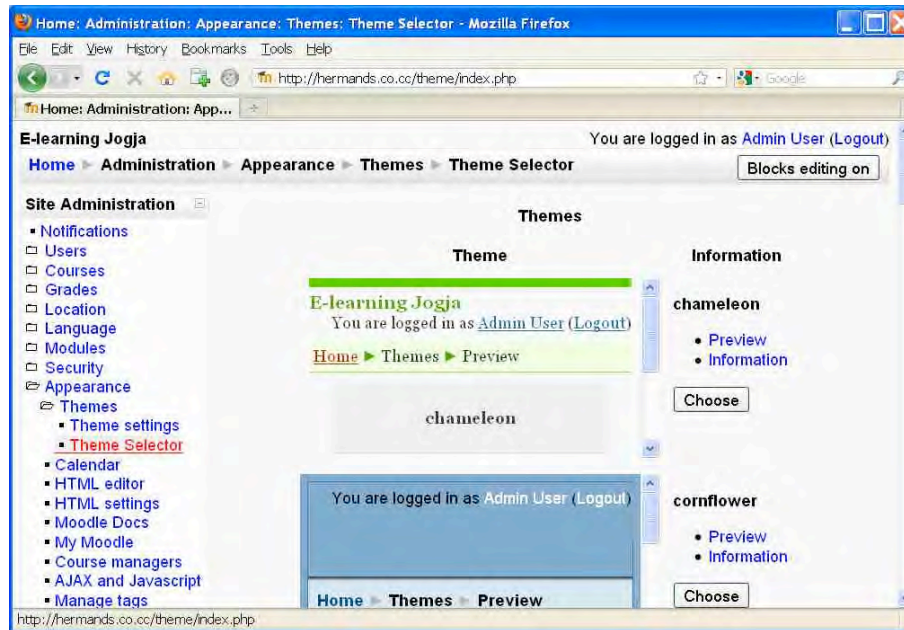 Home: Administration: Appearance: Themes: Theme Selector - Mozilla Firefox
File Edit View History Bookmarks Tools Help
http://hermands.co.cc/theme/index.php Google
Home: Administration: App...
E-learning Jogja You are logged in as Admin User (Logout)
Home ► Administration ► Appearance ► Themes ► Theme Selector Blocks editing on
Site Administration
Notifications
Users
Courses
Grades
Location
Language
Modules
Security
Appearance
Themes
Theme settings
Theme Selector
Calendar
HTML editor
HTML settings
Moodle Docs
My Moodle
Course managers
AJAX and Javascript
Manage tags
Themes
Theme Information
E-learning Jogja
You are logged in as Admin User (Logout)
Home ► Themes ► Preview
chameleon
chameleon
• Preview
• Information
Choose
You are logged in as Admin User (Logout)
Home ► Themes ► Preview
cornflower
• Preview
• Information
Choose
http://hermands.co.cc/theme/index.php